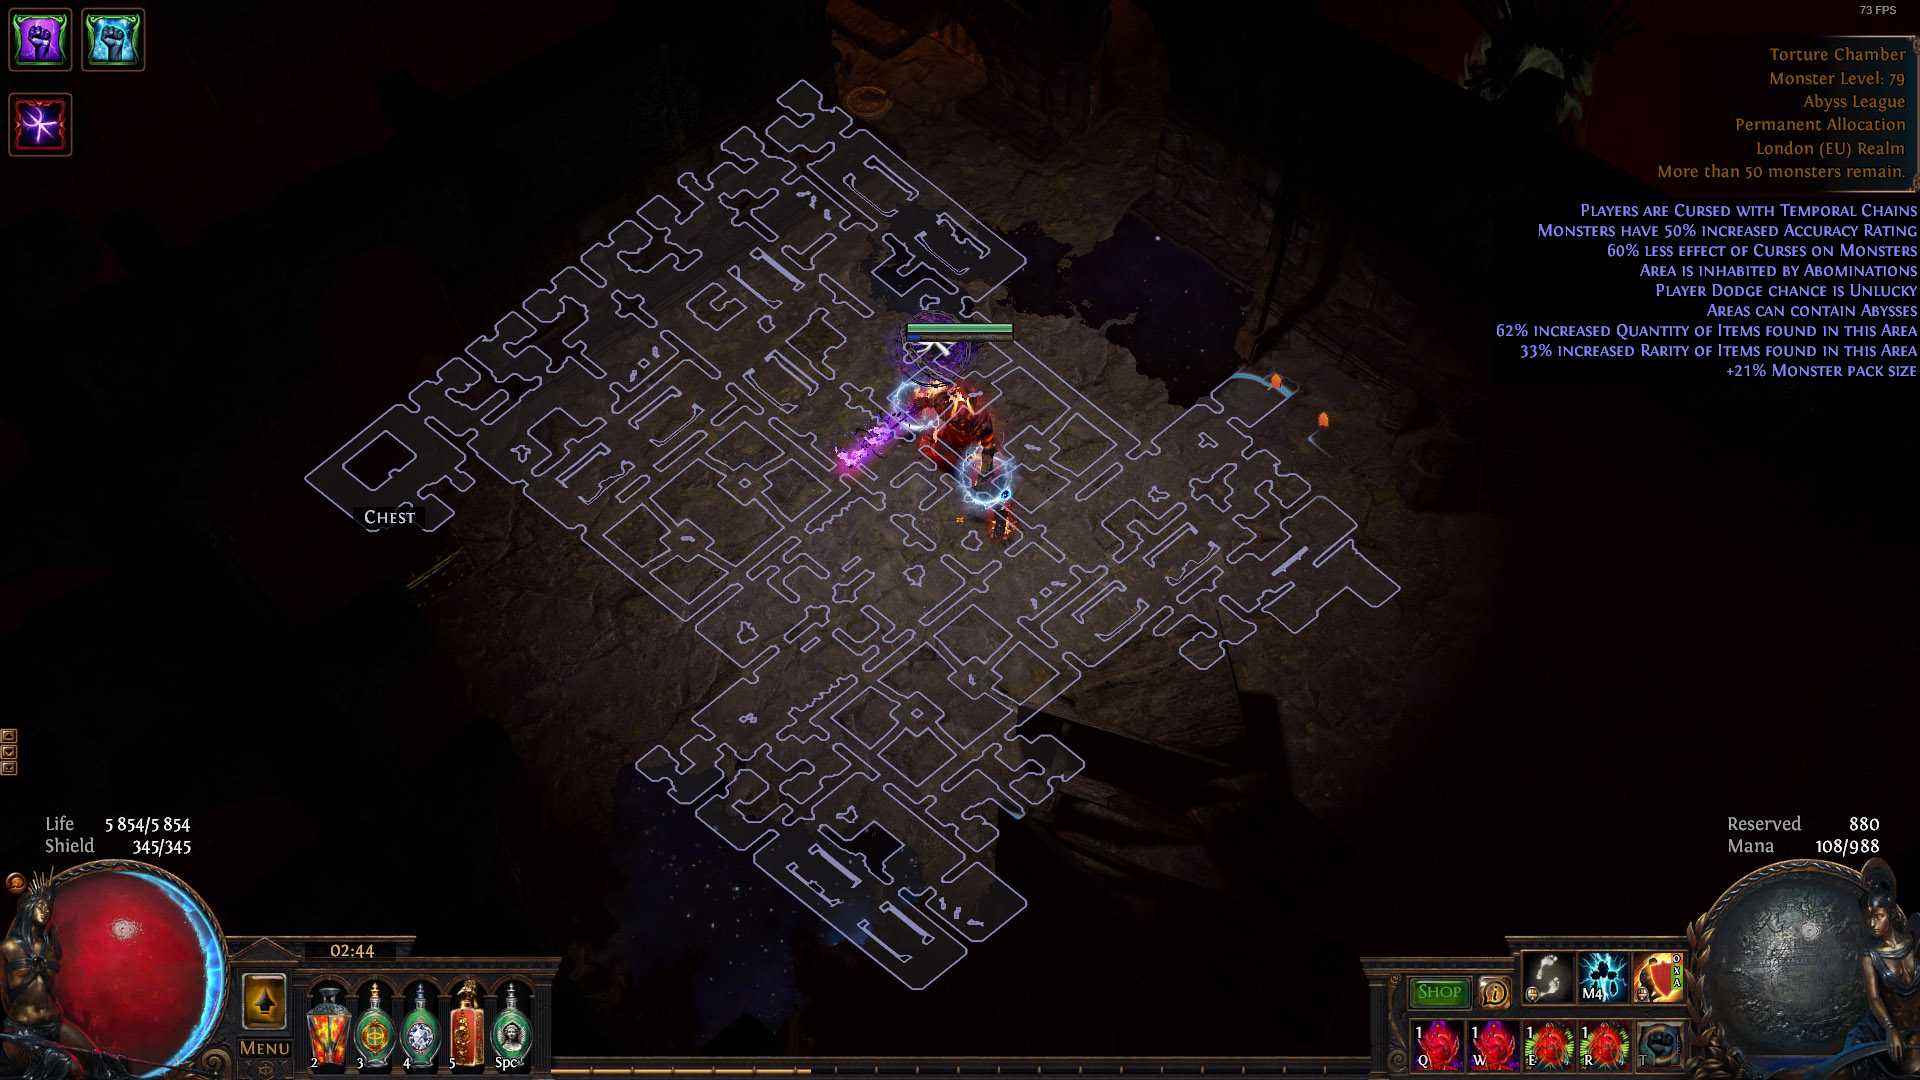 73 FPS
Torture Chamber
Monster Level: 79
Abyss League
Permanent Allocation
London (EU) Realm
More than 50 monsters remain.
Players are Cursed with Temporal Chains
Monsters have 50% increased Accuracy Rating
60% less effect of Curses on Monsters
Area is inhabited by Abominations
Player Dodge chance is Unlucky
Areas can contain Abysses
62% increased Quantity of Items found in this Area
33% increased Rarity of Items found in this Area
+21% Monster pack size
Chest
Life 5 854/5 854
Shield 345/345
Reserved 880
Mana 108/988
02:44
Menu
2 3 4 5 Spc
Shop
M4
O
X
A
1 1 1 1
Q W E R T